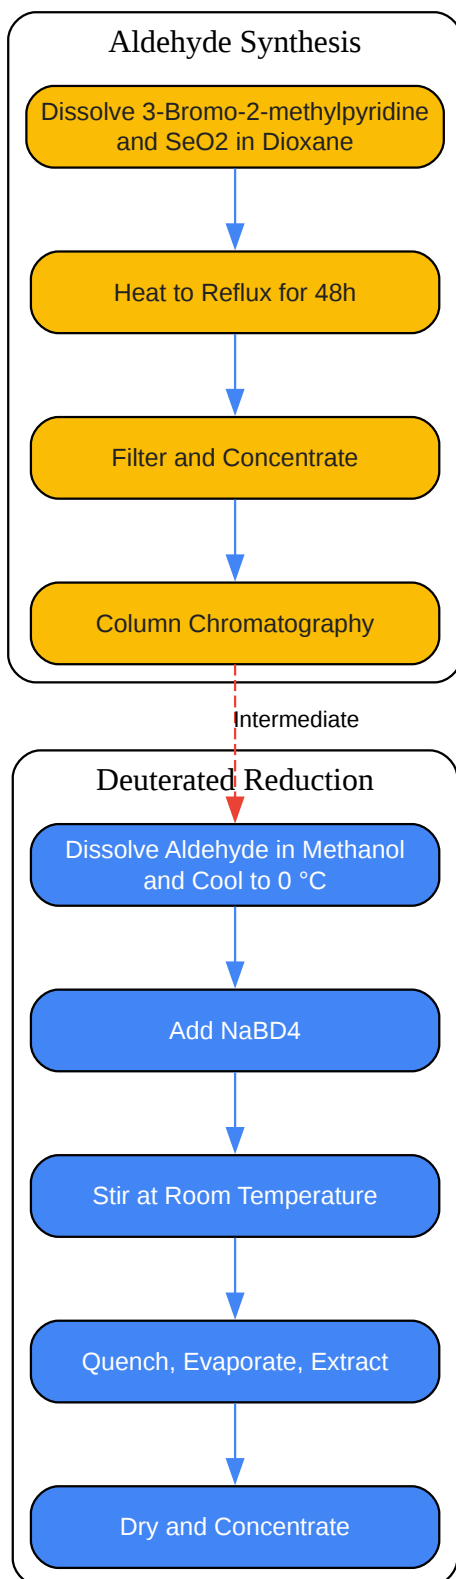 Aldehyde Synthesis
Dissolve 3-Bromo-2-methylpyridine
and SeO2 in Dioxane
Heat to Reflux for 48h
Filter and Concentrate
Column Chromatography
Intermediate
Deuterated Reduction
Dissolve Aldehyde in Methanol
and Cool to 0 °C
Add NaBD4
Stir at Room Temperature
Quench, Evaporate, Extract
Dry and Concentrate